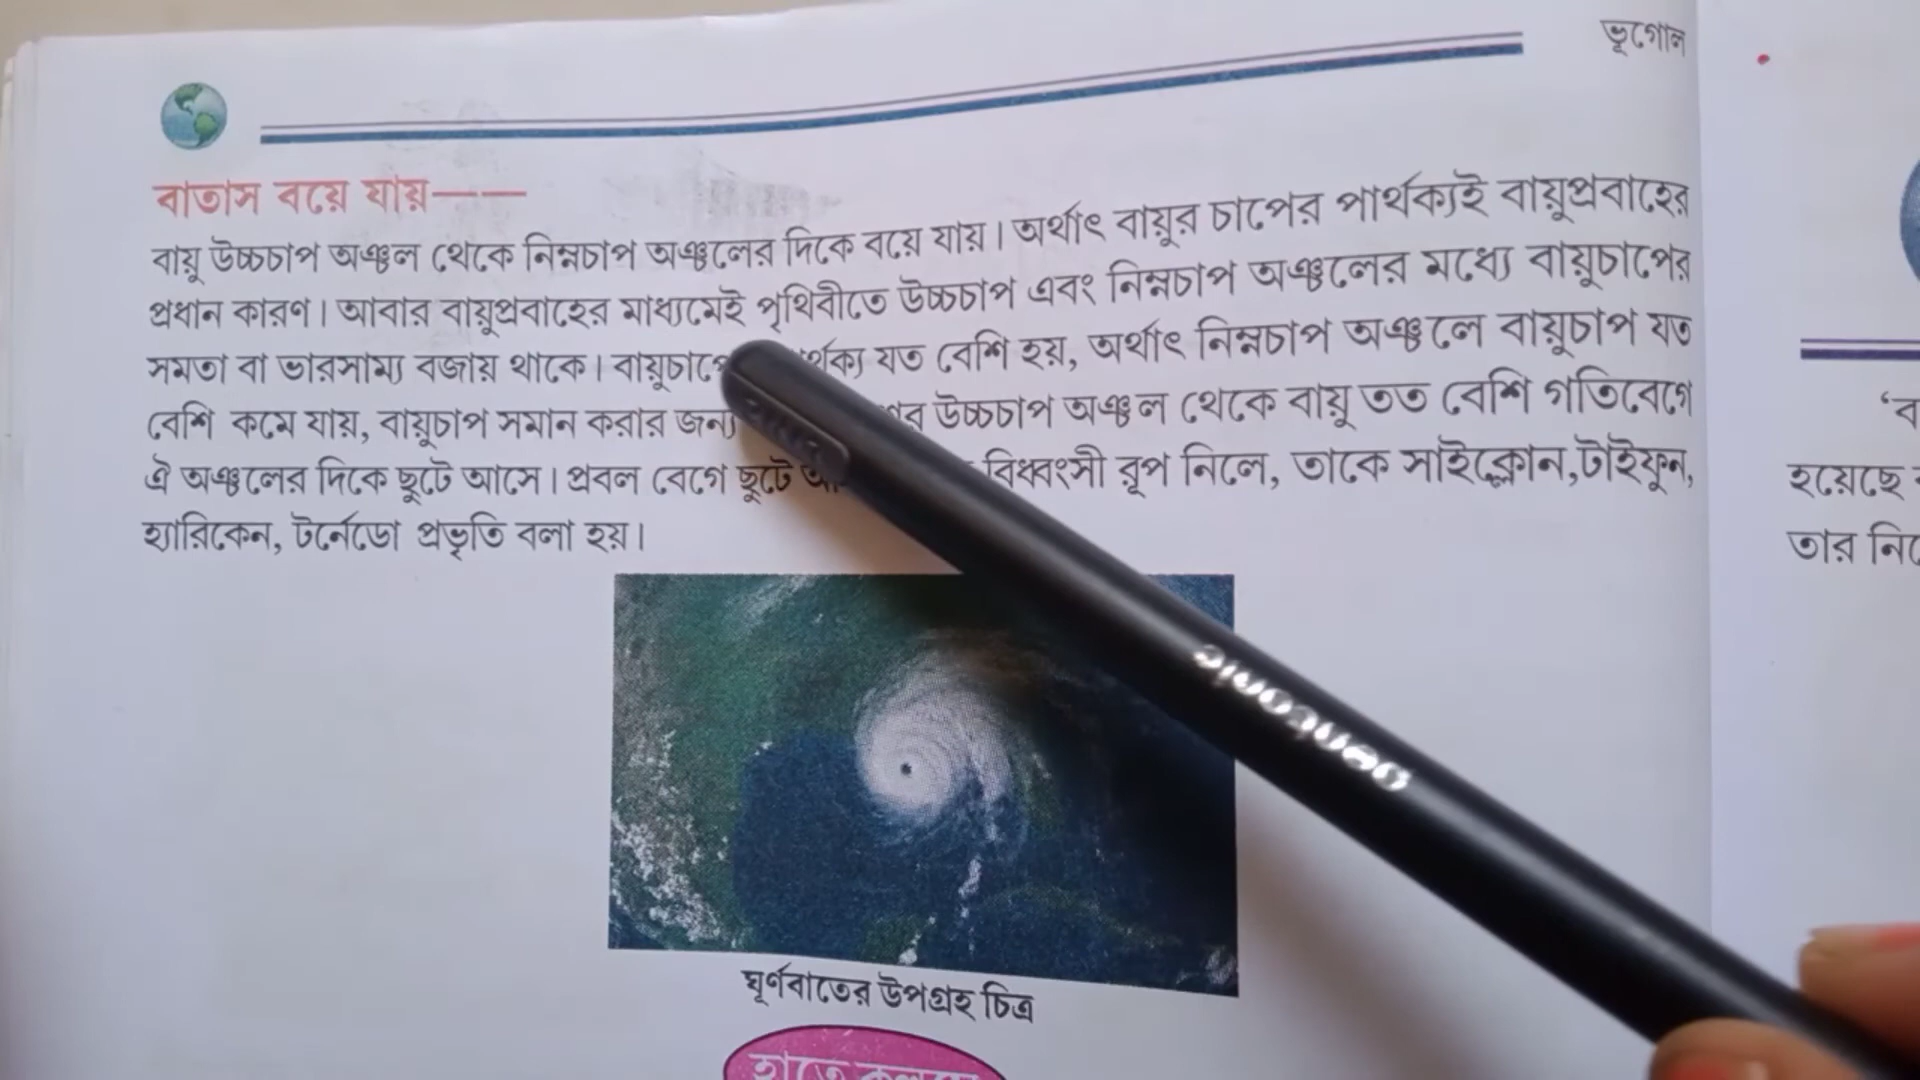 ভূগোল
বাতাস বয়ে যায়——
বায়ু উচ্চচাপ অঞ্চল থেকে নিম্নচাপ অঞ্চলের দিকে বয়ে যায়। অর্থাৎ বায়ুর চাপের পার্থক্যই বায়ুপ্রবাহের
প্রধান কারণ। আবার বায়ুপ্রবাহের মাধ্যমেই পৃথিবীতে উচ্চচাপ এবং নিম্নচাপ অঞ্চলের মধ্যে বায়ুচাপের
সমতা বা ভারসাম্য বজায় থাকে। যত বেশি হয়, অর্থাৎ নিম্নচাপ অঞ্চলে বায়ুচাপ যত
বেশি কমে যায়, বায়ুচাপ সমান করার জন্য উচ্চচাপ অঞ্চল থেকে বায়ু তত বেশি গতিবেগে
ঐ অঞ্চলের দিকে ছুটে আসে। প্রবল বেগে ছুটে বিধ্বংসী রূপ নিলে, তাকে সাইক্লোন,টাইফুন,
হ্যারিকেন, টর্নেডো প্রভৃতি বলা হয়।
oentonic
ঘূর্ণবাতের উপগ্রহ চিত্র
হাতে কলমে
হয়েছে
তার